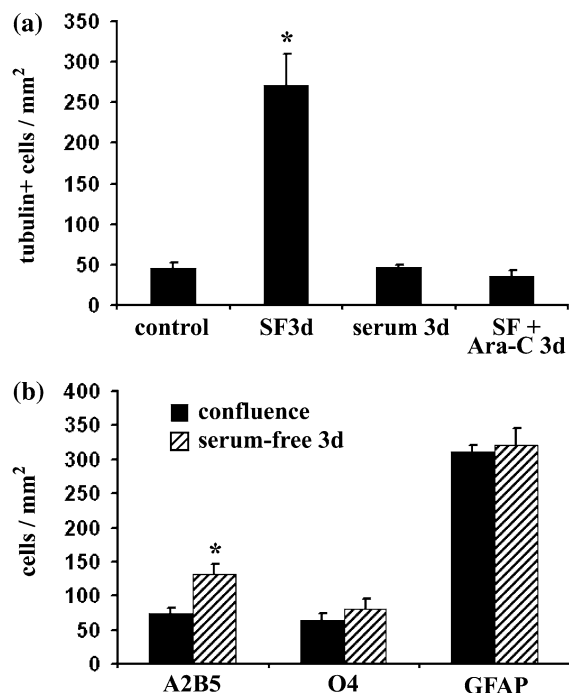 (a)
tubulin+ cells / mm²
350
300
250
200
150
100
50
0
*
control SF3d serum 3d SF + Ara-C 3d
(b)
cells / mm²
400
350
300
250
200
150
100
50
0
confluence
serum-free 3d
*
A2B5 O4 GFAP